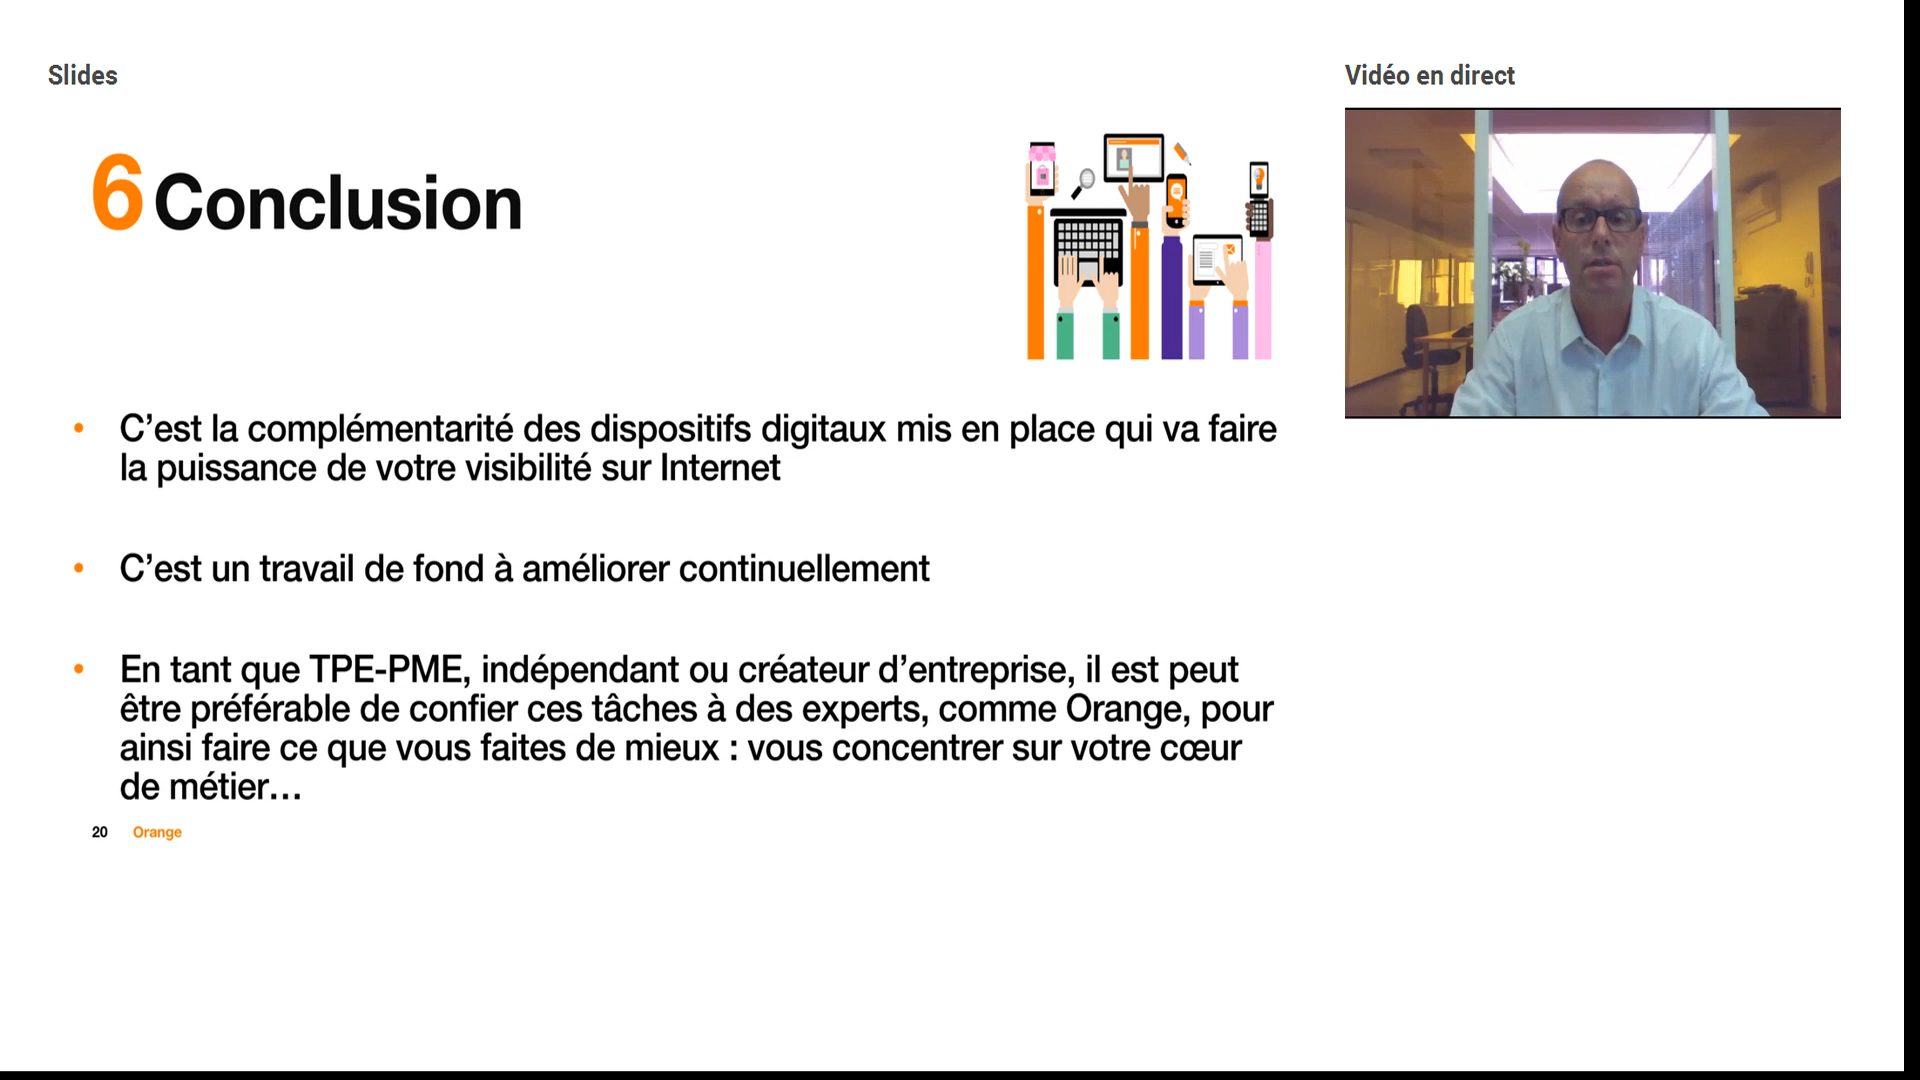 Slides
Vidéo en direct
6 Conclusion
• C’est la complémentarité des dispositifs digitaux mis en place qui va faire
la puissance de votre visibilité sur Internet
• C’est un travail de fond à améliorer continuellement
• En tant que TPE-PME, indépendant ou créateur d’entreprise, il est peut
être préférable de confier ces tâches à des experts, comme Orange, pour
ainsi faire ce que vous faites de mieux : vous concentrer sur votre cœur
de métier…
20 Orange